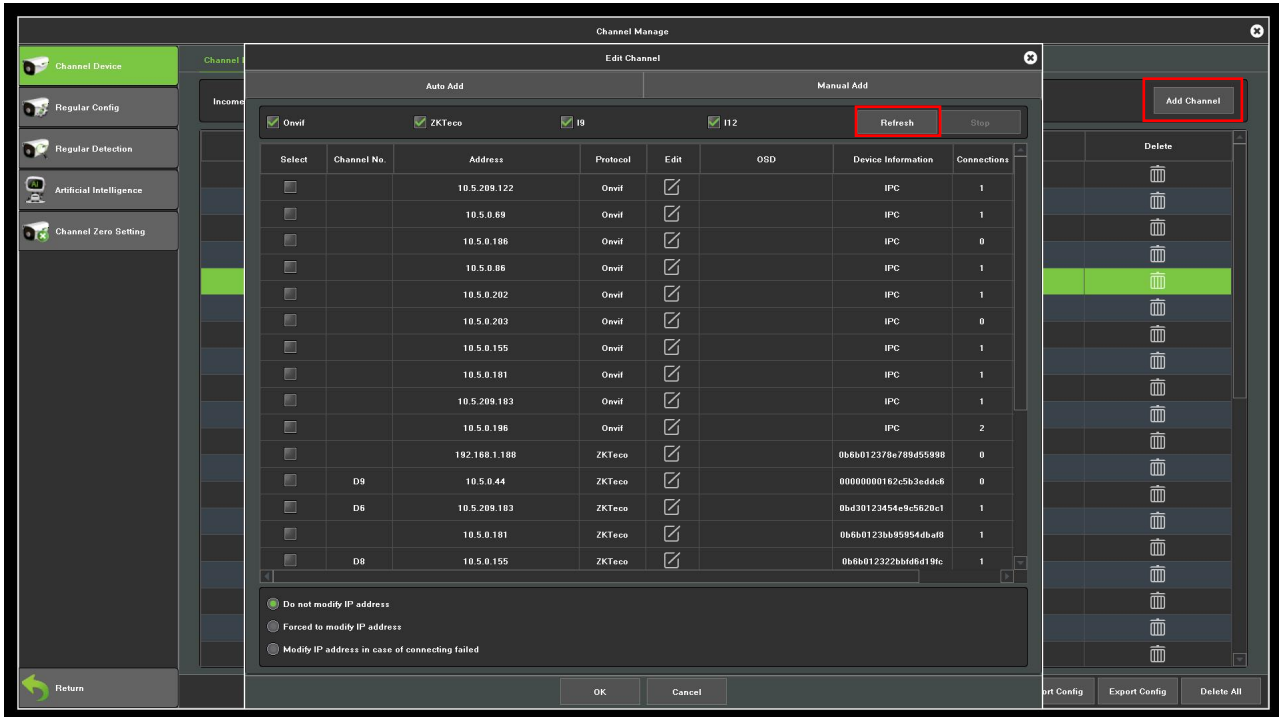 Channel Manage
Channel Device
Regular Config
Regular Detection
Artificial Intelligence
Channel Zero Setting
Return
Channel
Income
Add Channel
Delete
Edit Channel
Auto Add Manual Add
Onvif ZKTeco I9 I12 Refresh Stop
Select Channel No. Address Protocol Edit OSD Device Information Connections
10.5.209.122 Onvif IPC 1
10.5.0.69 Onvif IPC 1
10.5.0.186 Onvif IPC 0
10.5.0.86 Onvif IPC 1
10.5.0.202 Onvif IPC 1
10.5.0.203 Onvif IPC 0
10.5.0.155 Onvif IPC 1
10.5.0.181 Onvif IPC 1
10.5.209.183 Onvif IPC 1
10.5.0.196 Onvif IPC 2
192.168.1.188 ZKTeco 0b6b012378e789d55998 0
D9 10.5.0.44 ZKTeco 00000000162c5b3eddc6 0
D6 10.5.209.183 ZKTeco 0bd30123454e9c5620c1 1
10.5.0.181 ZKTeco 0b6b0123bb95954dbaf8 1
D8 10.5.0.155 ZKTeco 0b6b012322bbfd6d19fc 1
Do not modify IP address
Forced to modify IP address
Modify IP address in case of connecting failed
OK Cancel
ort Config Export Config Delete All